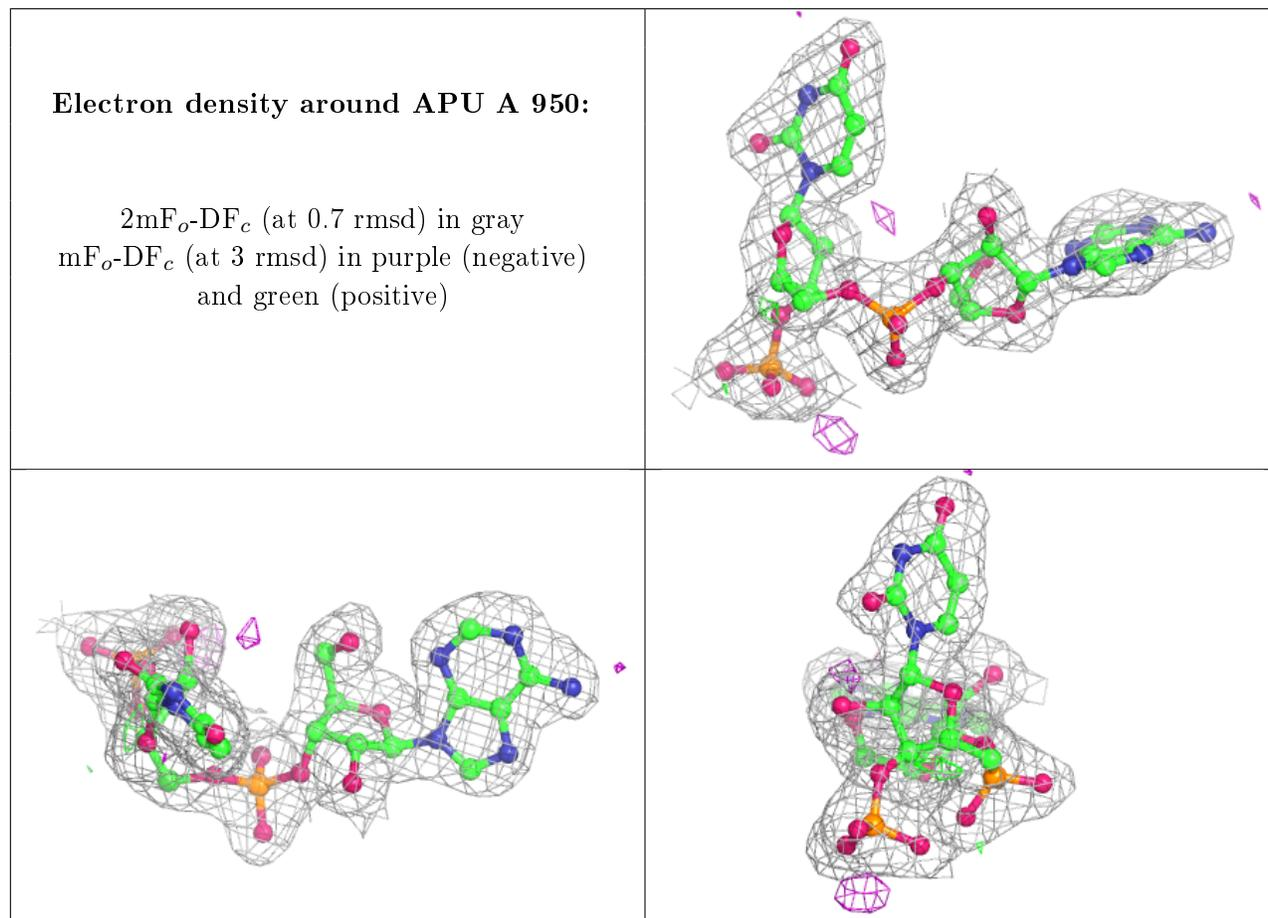 Electron density around APU A 950:
2mFo-DFc (at 0.7 rmsd) in gray
mFo-DFc (at 3 rmsd) in purple (negative)
and green (positive)